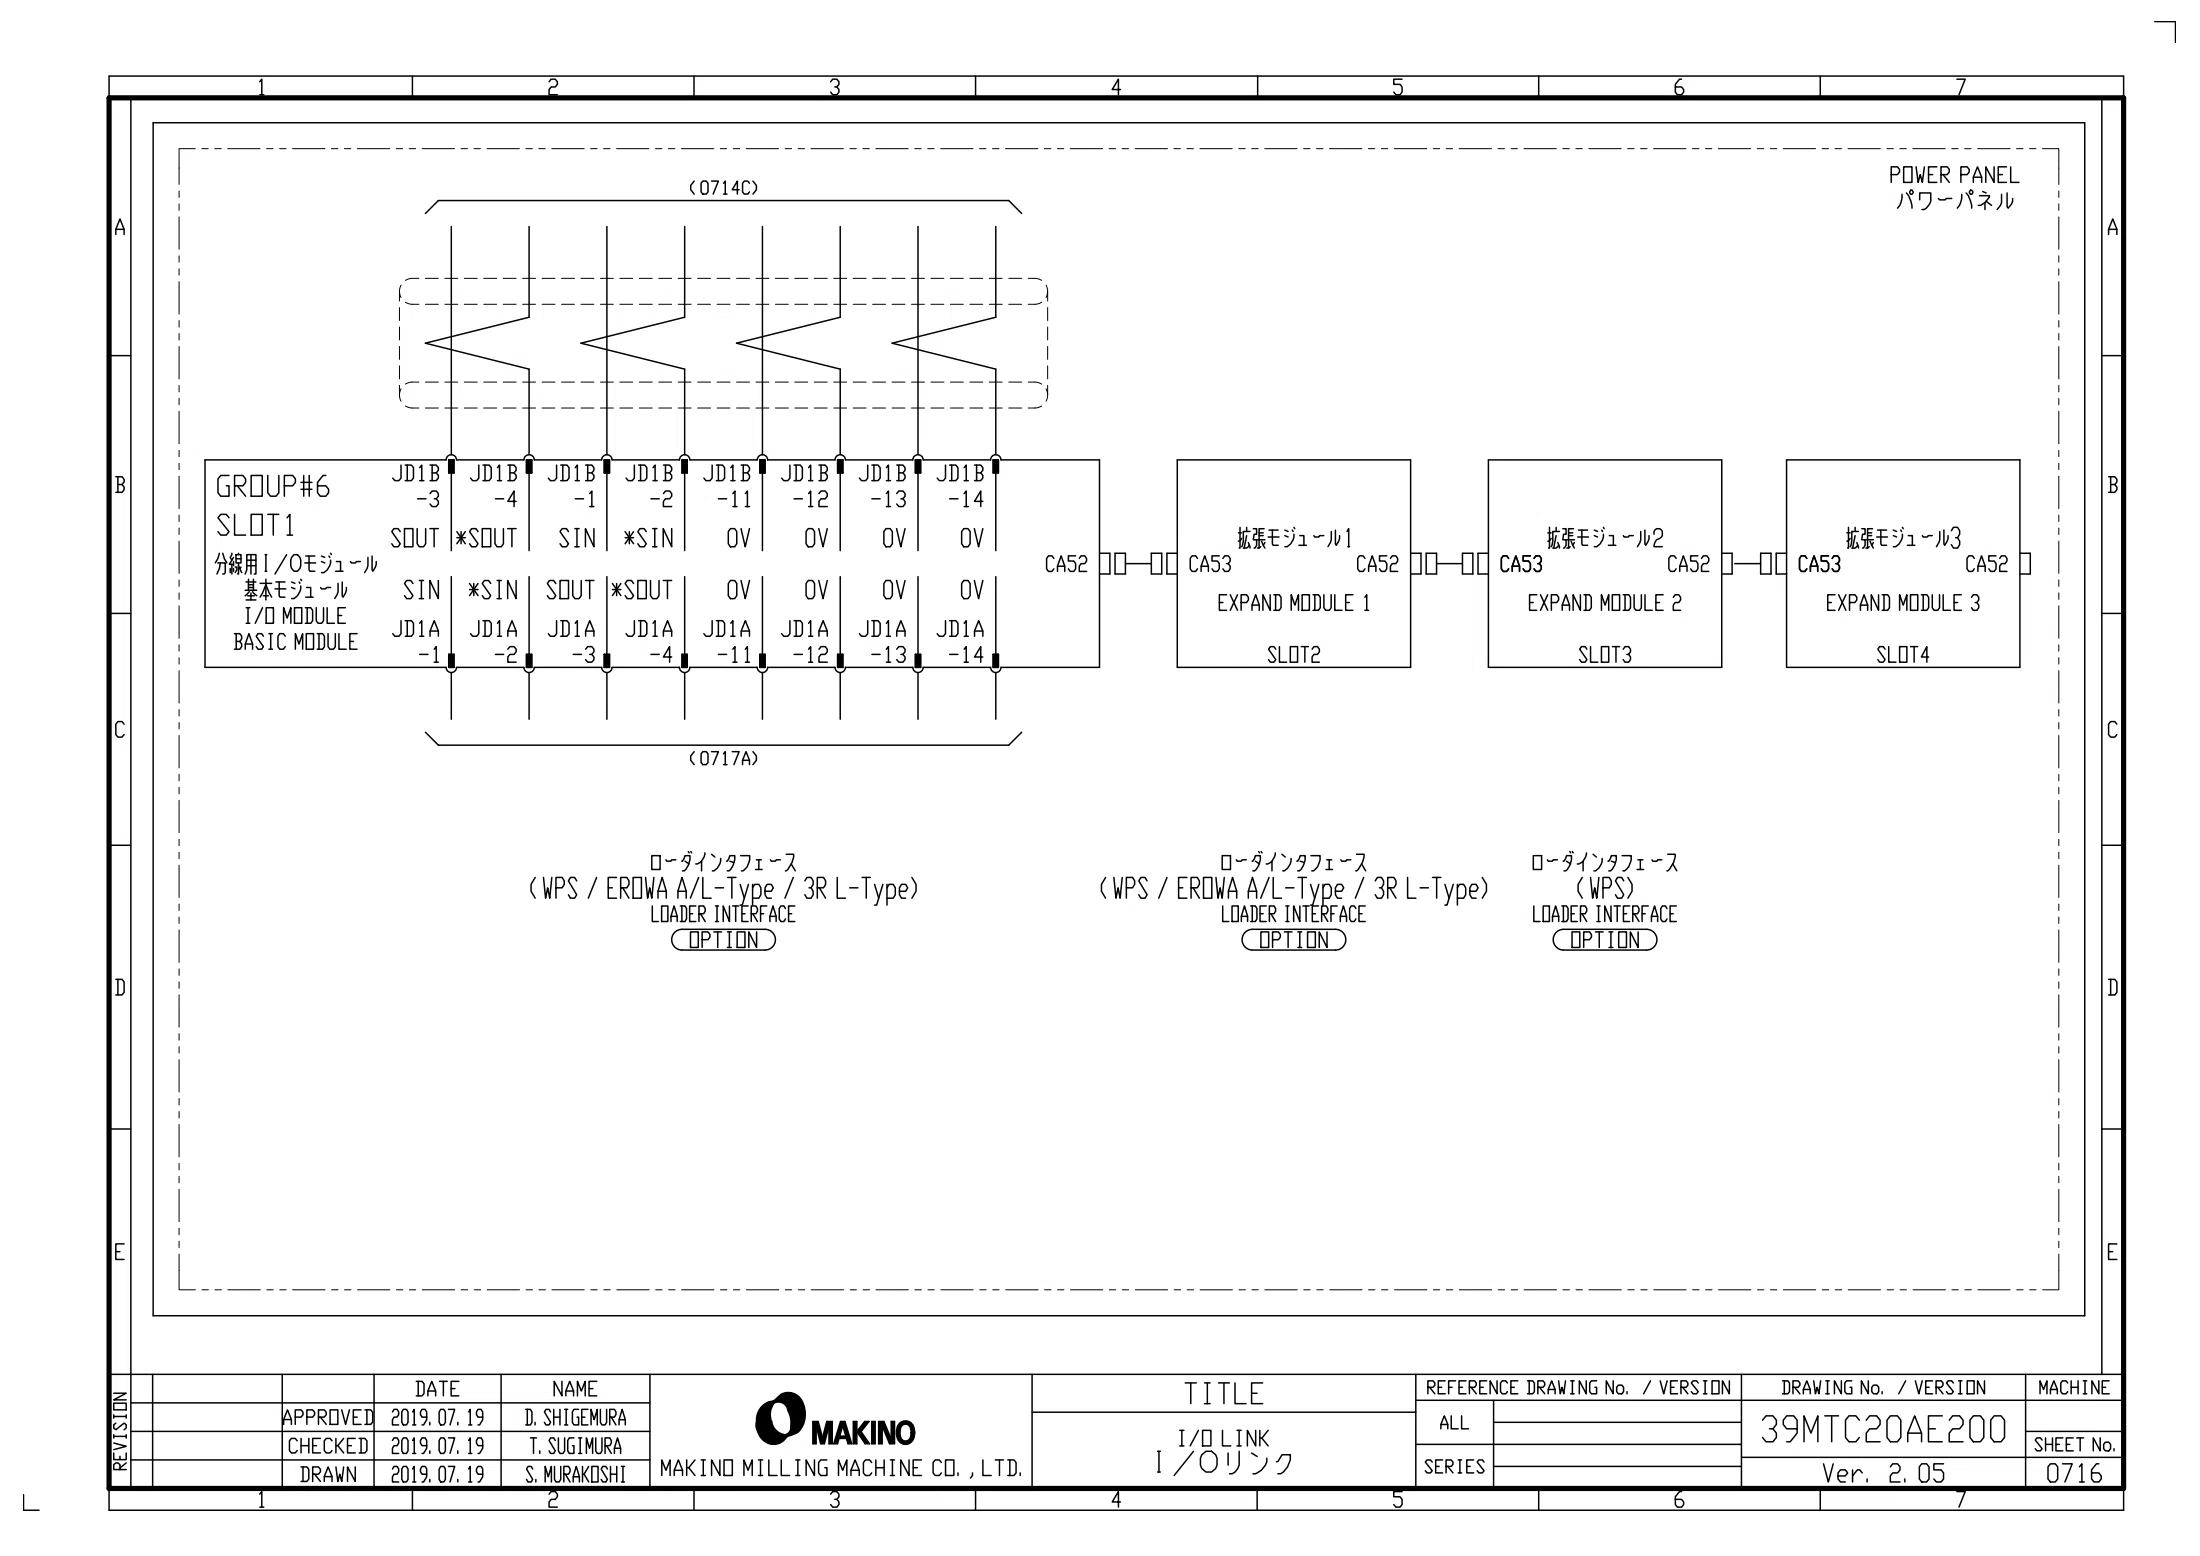 1 2 3 4 5 6 7
POWER PANEL
パワーパネル
(0714C)
A A
B B
C C
D D
E E
GROUP#6
SLOT1
分線用I/Oモジュール
基本モジュール
I/O MODULE
BASIC MODULE
JD1B JD1B JD1B JD1B JD1B JD1B JD1B JD1B
-3 -4 -1 -2 -11 -12 -13 -14
SOUT *SOUT SIN *SIN 0V 0V 0V 0V
SIN *SIN SOUT *SOUT 0V 0V 0V 0V
JD1A JD1A JD1A JD1A JD1A JD1A JD1A JD1A
-1 -2 -3 -4 -11 -12 -13 -14
CA52
拡張モジュール1
CA53 CA52
EXPAND MODULE 1
SLOT2
拡張モジュール2
CA53 CA52
EXPAND MODULE 2
SLOT3
拡張モジュール3
CA53 CA52
EXPAND MODULE 3
SLOT4
(0717A)
ローダインタフェース
(WPS / EROWA A/L-Type / 3R L-Type)
LOADER INTERFACE
OPTION
ローダインタフェース
(WPS / EROWA A/L-Type / 3R L-Type)
LOADER INTERFACE
OPTION
ローダインタフェース
(WPS)
LOADER INTERFACE
OPTION
REVISION
DATE NAME
APPROVED 2019.07.19 D. SHIGEMURA
CHECKED 2019.07.19 T. SUGIMURA
DRAWN 2019.07.19 S. MURAKOSHI
MAKINO
MAKINO MILLING MACHINE CO.,LTD.
TITLE
I/O LINK
I/Oリンク
REFERENCE DRAWING No. / VERSION
ALL
SERIES
DRAWING No. / VERSION
39MTC20AE200
Ver. 2.05
MACHINE
SHEET No.
0716
1 2 3 4 5 6 7